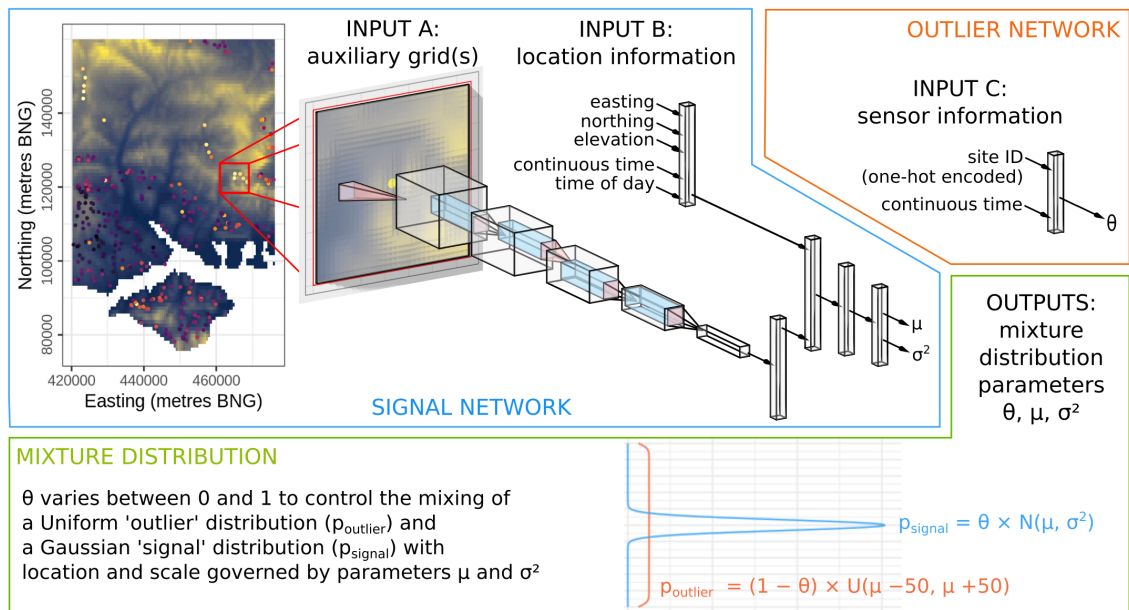 INPUT A:
auxiliary grid(s)
INPUT B:
location information
OUTLIER NETWORK
INPUT C:
sensor information
easting
northing
elevation
continuous time
time of day
site ID
(one-hot encoded)
continuous time
θ
Northing (metres BNG)
140000
120000
100000
80000
420000
440000
460000
Easting (metres BNG)
μ
σ²
SIGNAL NETWORK
OUTPUTS:
mixture
distribution
parameters
θ, μ, σ²
MIXTURE DISTRIBUTION
θ varies between 0 and 1 to control the mixing of
a Uniform 'outlier' distribution (p_outlier) and
a Gaussian 'signal' distribution (p_signal) with
location and scale governed by parameters μ and σ²
p_signal = θ × N(μ, σ²)
p_outlier = (1 − θ) × U(μ −50, μ +50)